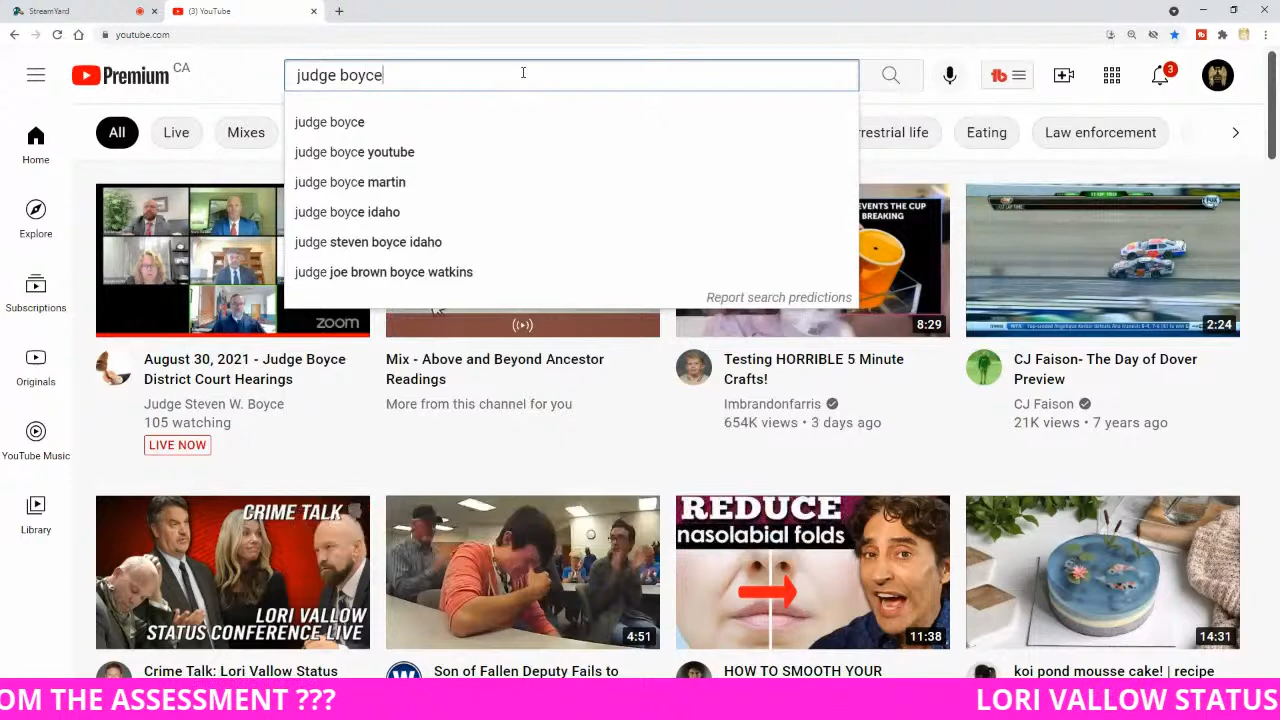 StreamYard
(3) YouTube
youtube.com
Premium CA
judge boyce
3
judge boyce
judge boyce youtube
judge boyce martin
judge boyce idaho
judge steven boyce idaho
judge joe brown boyce watkins
Report search predictions
All
Live
Mixes
restrial life
Eating
Law enforcement
Home
Explore
Subscriptions
Originals
YouTube Music
Library
zoom
EVENTS THE CUP
BREAKING
8:29
2:24
August 30, 2021 - Judge Boyce
District Court Hearings
Judge Steven W. Boyce
105 watching
LIVE NOW
Mix - Above and Beyond Ancestor
Readings
More from this channel for you
Testing HORRIBLE 5 Minute
Crafts!
Imbrandonfarris
654K views • 3 days ago
CJ Faison- The Day of Dover
Preview
CJ Faison
21K views • 7 years ago
CRIME TALK
LORI VALLOW
STATUS CONFERENCE LIVE
4:51
REDUCE
nasolabial folds
11:38
14:31
Crime Talk: Lori Vallow Status
Son of Fallen Deputy Fails to
HOW TO SMOOTH YOUR
koi pond mousse cake! | recipe
OM THE ASSESSMENT ???
LORI VALLOW STATUS